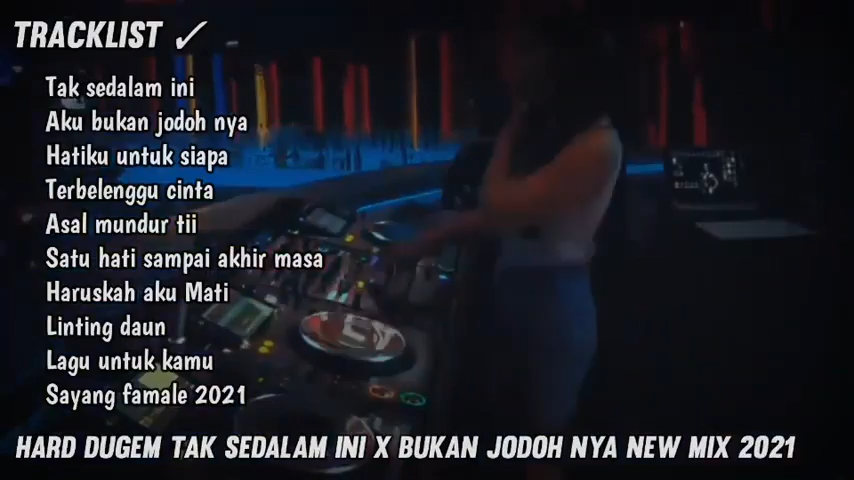 TRACKLIST ✓
Tak sedalam ini
Aku bukan jodoh nya
Hatiku untuk siapa
Terbelenggu cinta
Asal mundur tii
Satu hati sampai akhir masa
Haruskah aku Mati
Linting daun
Lagu untuk kamu
Sayang famale 2021
HARD DUGEM TAK SEDALAM INI X BUKAN JODOH NYA NEW MIX 2021